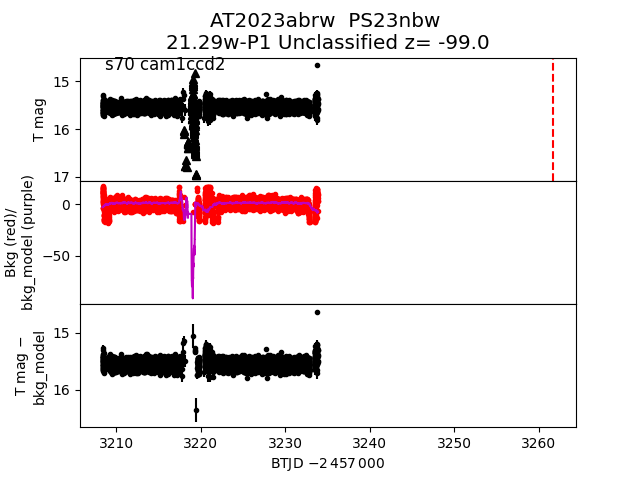 AT2023abrw  PS23nbw
21.29w-P1 Unclassified z= -99.0
s70 cam1ccd2
15
16
17
T mag
0
−50
Bkg (red)/
bkg_model (purple)
15
16
T mag −
bkg_model
3210
3220
3230
3240
3250
3260
BTJD −2 457 000